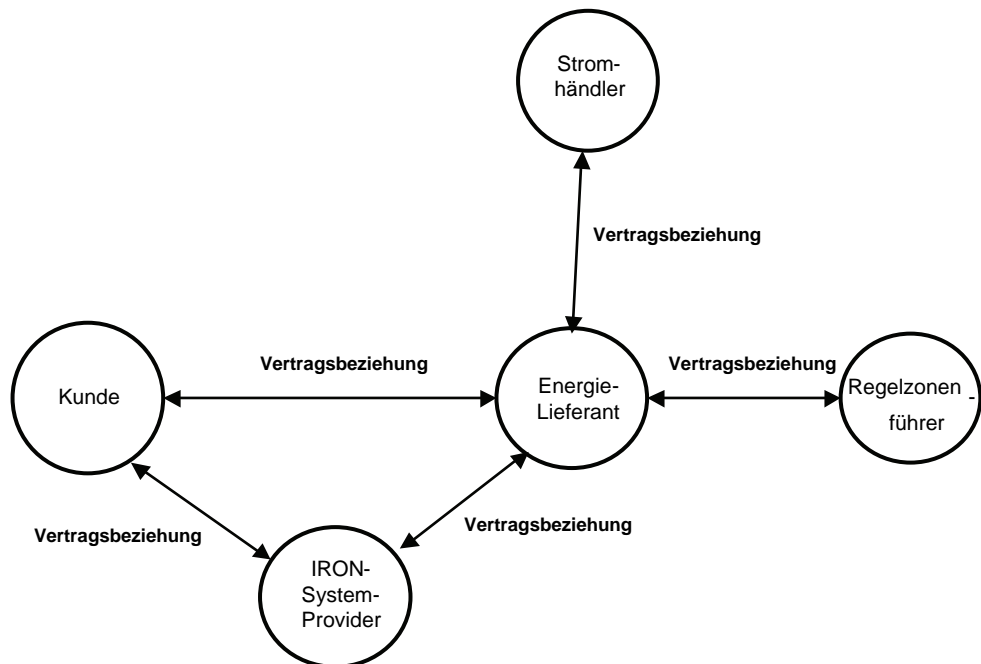 Strom-
händler
Vertragsbeziehung
Vertragsbeziehung
Vertragsbeziehung
Kunde
Energie-
Lieferant
Regelzonen -
führer
Vertragsbeziehung
Vertragsbeziehung
IRON-
System-
Provider